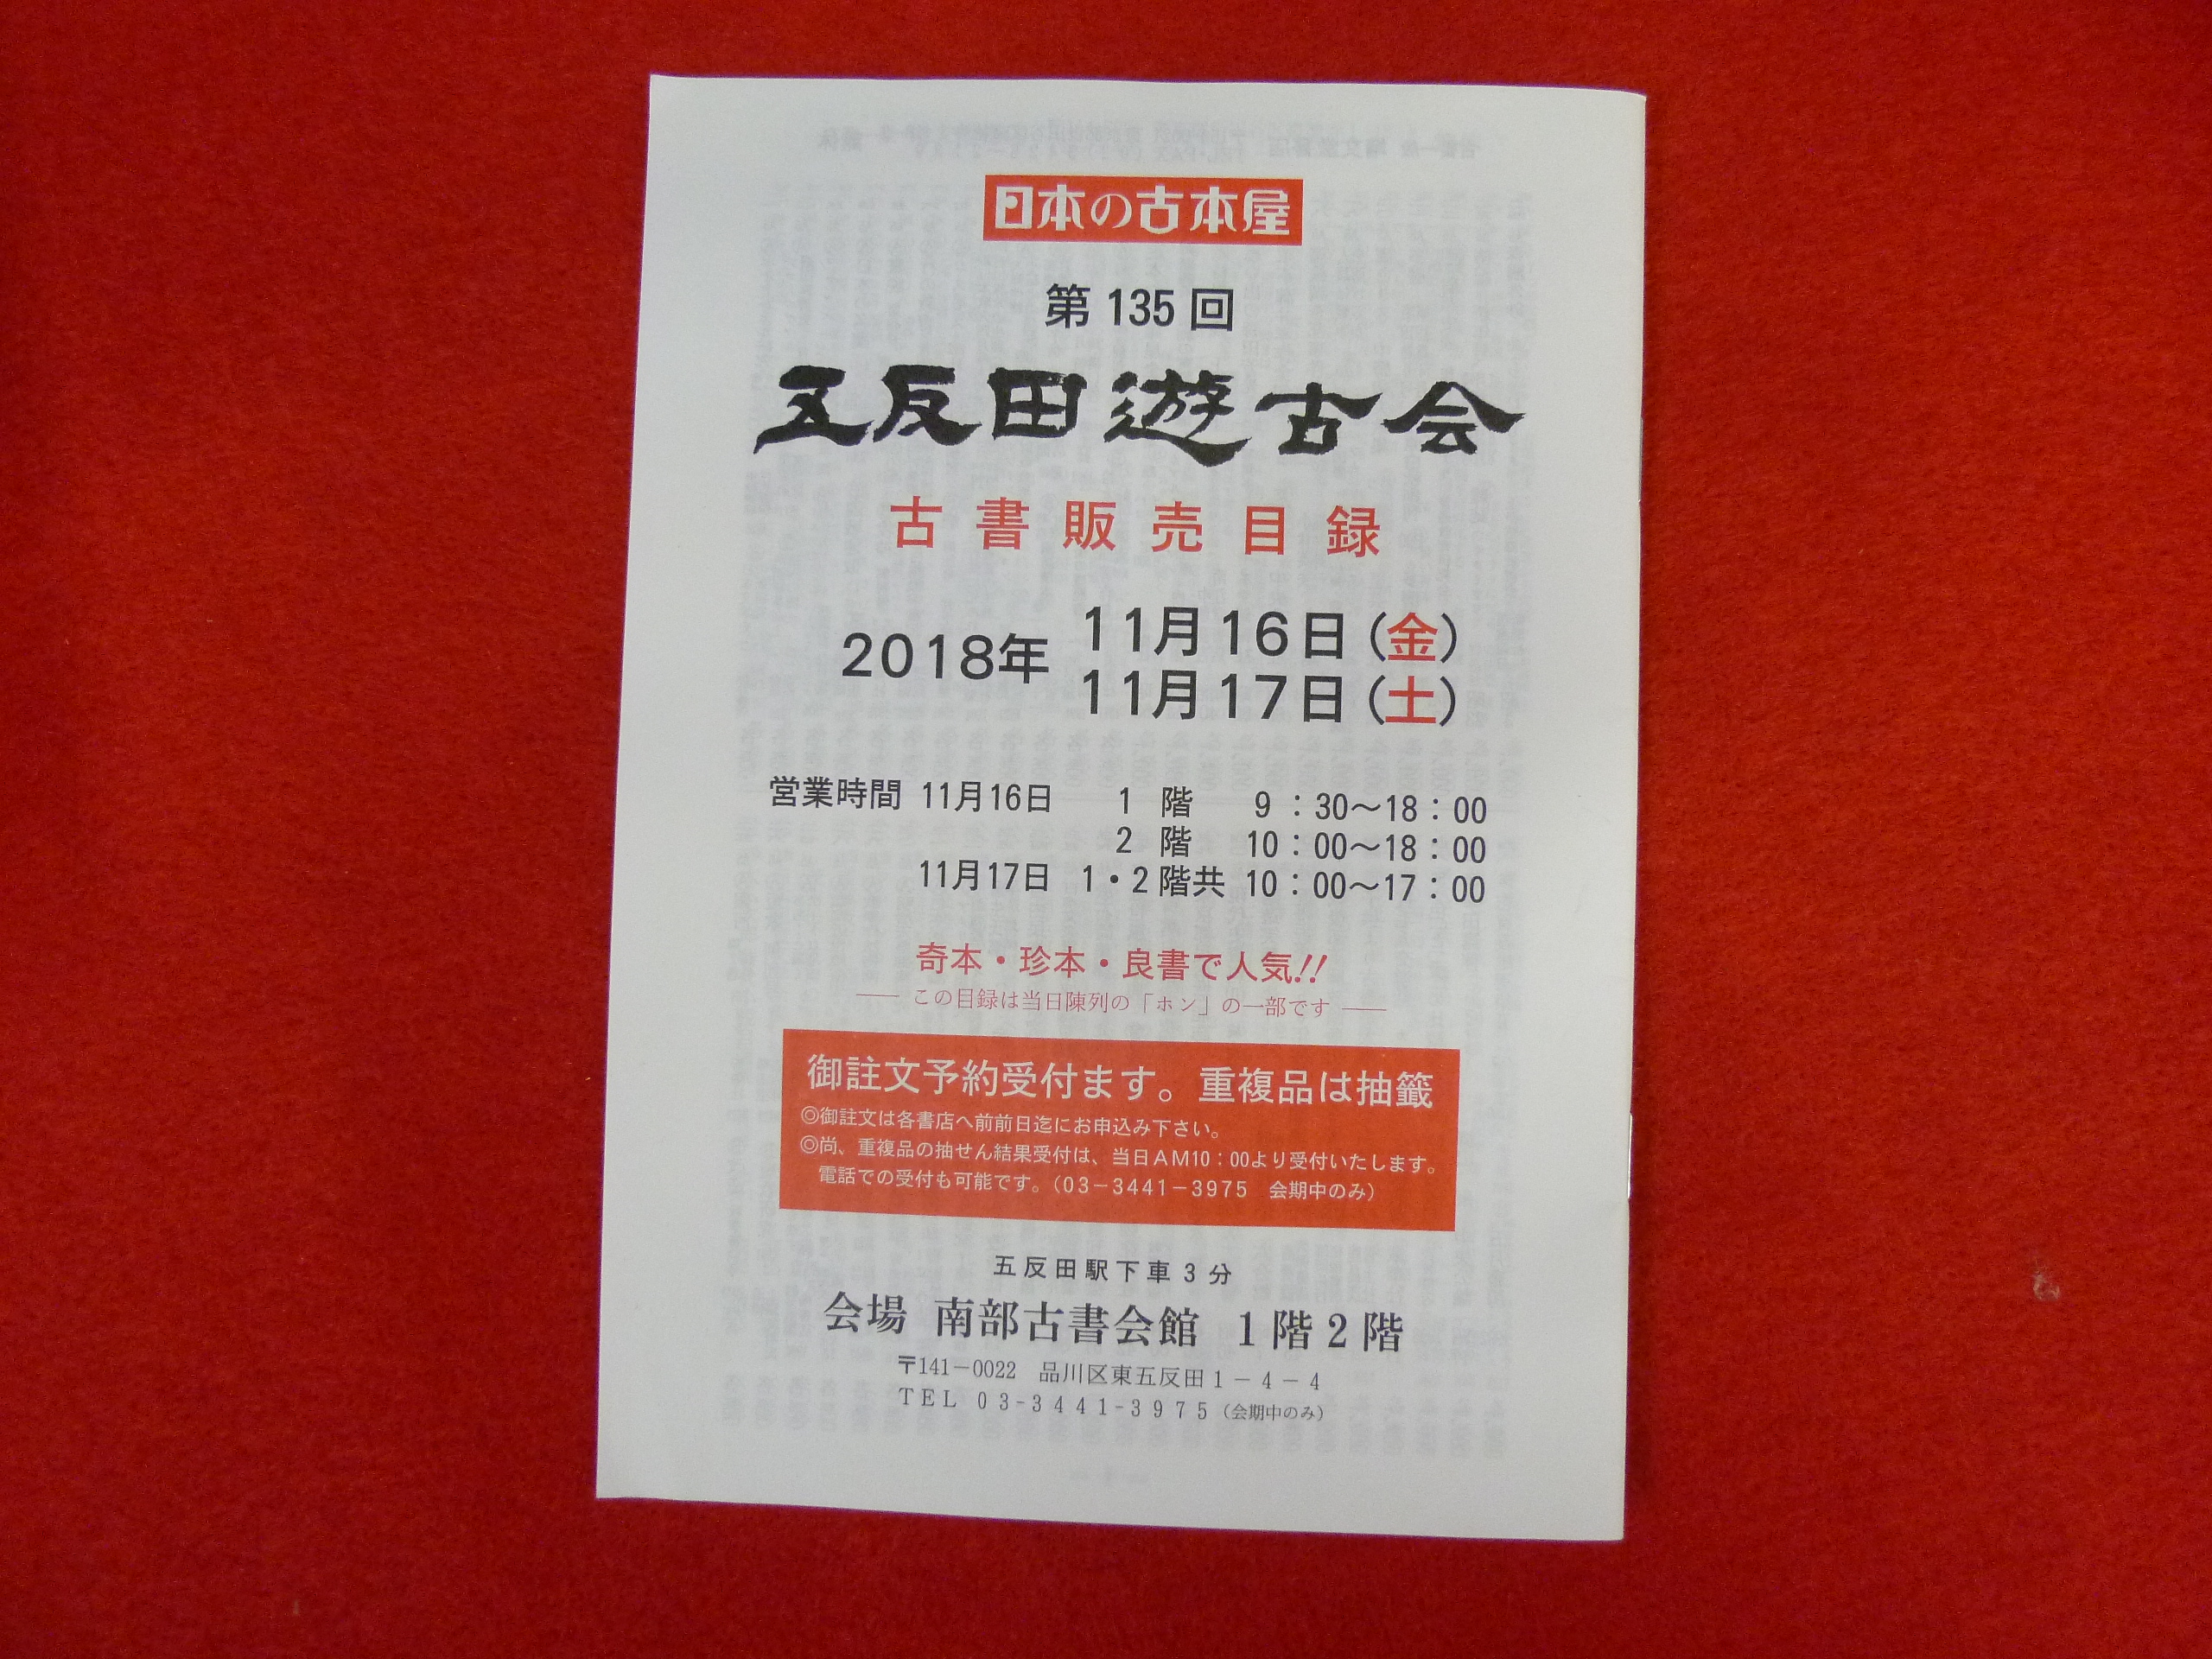 日本の古本屋
第135回
五反田遊古会
古書販売目録
2018年 11月16日(金)
11月17日(土)
営業時間 11月16日 1階 9:30〜18:00
2階 10:00〜18:00
11月17日 1・2階共 10:00〜17:00
奇本・珍本・良書で人気!!
── この目録は当日陳列の「ホン」の一部です ──
御註文予約受付ます。重複品は抽籤
◎御註文は各書店へ前前日迄にお申込み下さい。
◎尚、重複品の抽せん結果受付は、当日AM10:00より受付いたします。
電話での受付も可能です。(03−3441−3975 会期中のみ)
五反田駅下車3分
会場 南部古書会館 1階2階
〒141−0022 品川区東五反田1−4−4
TEL 03-3441-3975(会期中のみ)